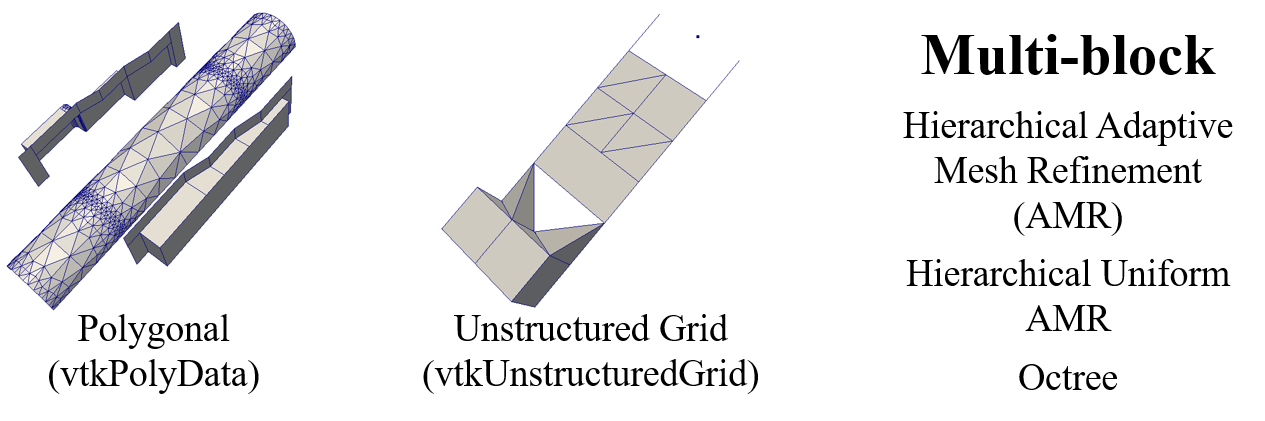 Polygonal
(vtkPolyData)
Unstructured Grid
(vtkUnstructuredGrid)
Multi-block
Hierarchical Adaptive
Mesh Refinement
(AMR)
Hierarchical Uniform
AMR
Octree